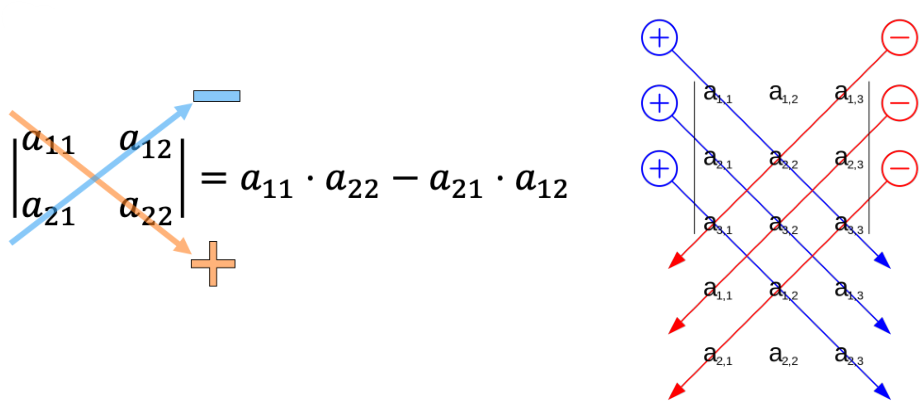 |a₁₁ a₁₂|
|a₂₁ a₂₂| = a₁₁ · a₂₂ − a₂₁ · a₁₂
−
+
+ −
+ a₁,₁ a₁,₂ a₁,₃ −
+ a₂,₁ a₂,₂ a₂,₃ −
a₃,₁ a₃,₂ a₃,₃
a₁,₁ a₁,₂ a₁,₃
a₂,₁ a₂,₂ a₂,₃